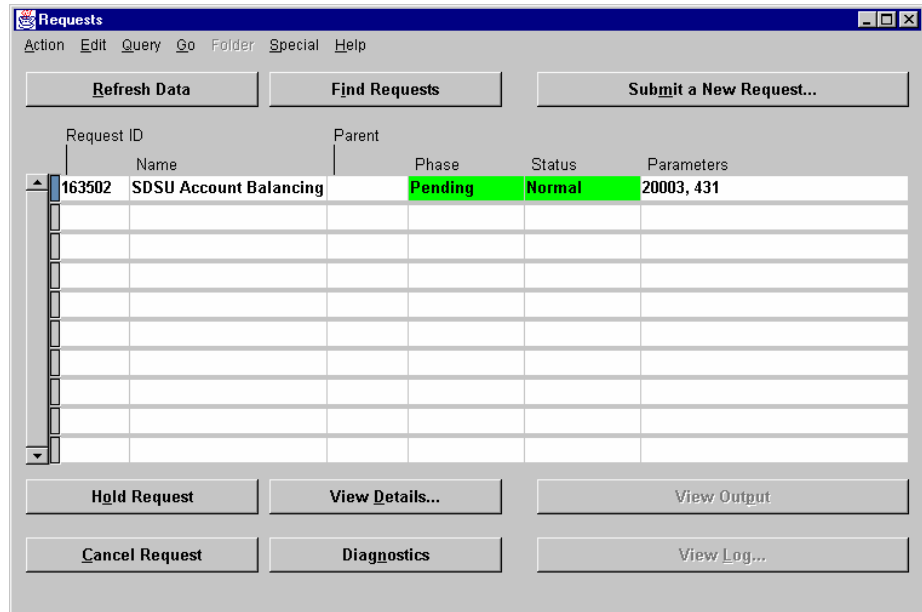 Requests
Action Edit Query Go Folder Special Help
Refresh Data Find Requests Submit a New Request...
Request ID Parent
Name Phase Status Parameters
163502 SDSU Account Balancing Pending Normal 20003, 431
Hold Request View Details... View Output
Cancel Request Diagnostics View Log...